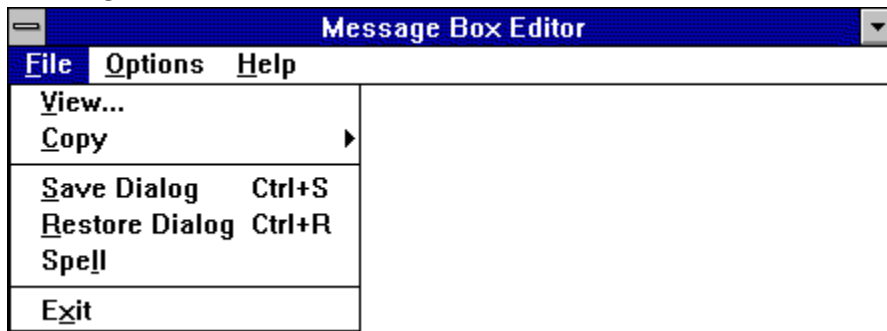 Message Box Editor
File Options Help
View...
Copy
Save Dialog Ctrl+S
Restore Dialog Ctrl+R
Spell
Exit